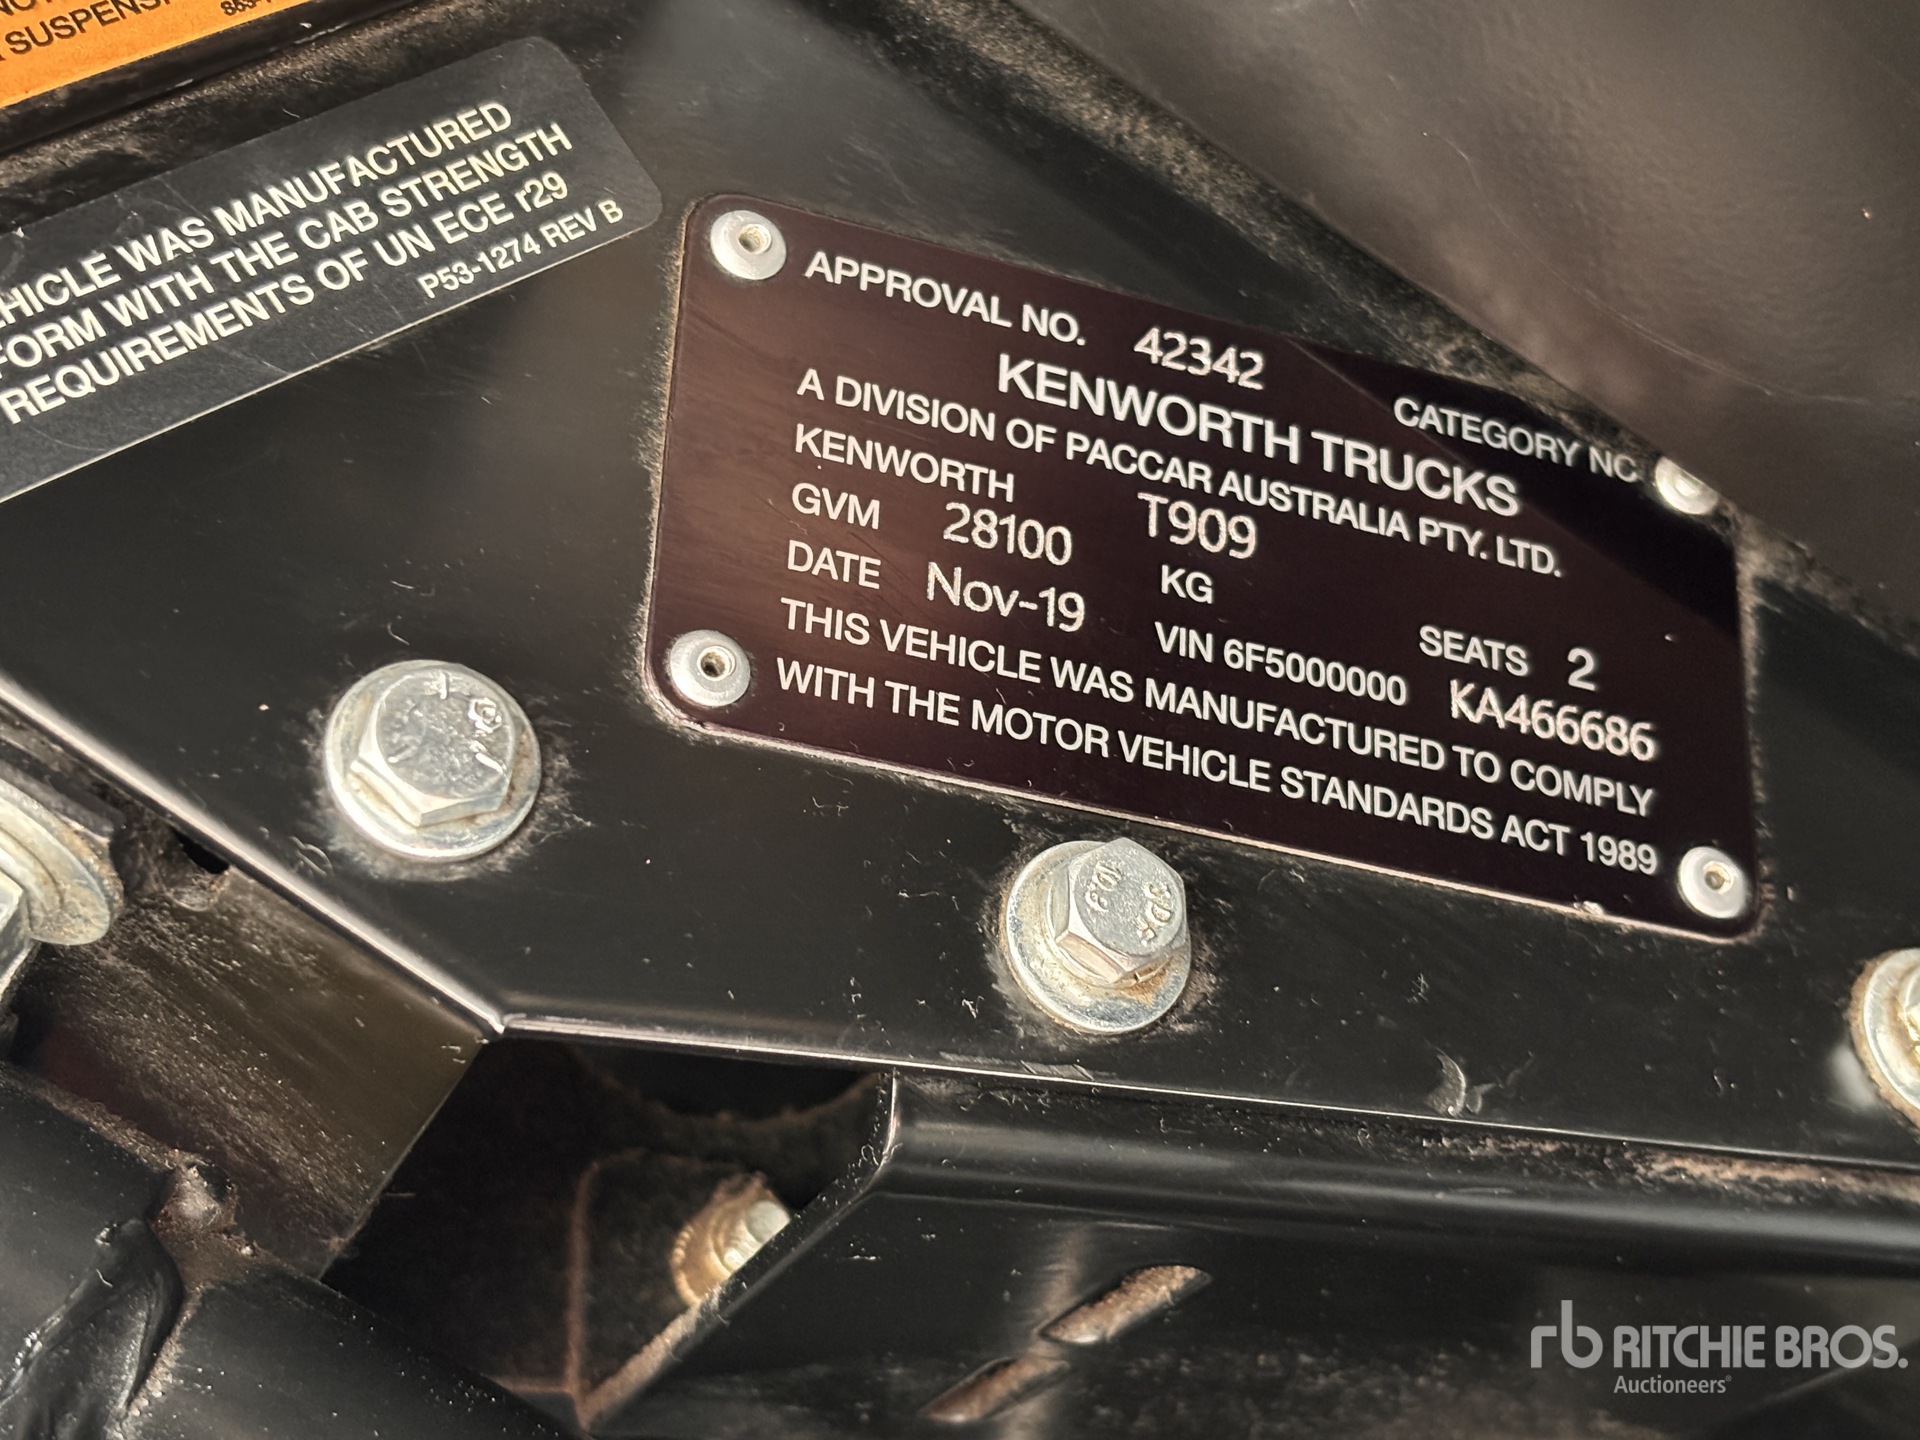 SUSPENS
HICLE WAS MANUFACTURED
FORM WITH THE CAB STRENGTH
REQUIREMENTS OF UN ECE r29
P53-1274 REV B
APPROVAL NO. 42342 CATEGORY NC
KENWORTH TRUCKS
A DIVISION OF PACCAR AUSTRALIA PTY. LTD.
KENWORTH T909
GVM 28100 KG SEATS 2
DATE Nov-19 VIN 6F5000000 KA466686
THIS VEHICLE WAS MANUFACTURED TO COMPLY
WITH THE MOTOR VEHICLE STANDARDS ACT 1989
10.9
rb RITCHIE BROS.
Auctioneers